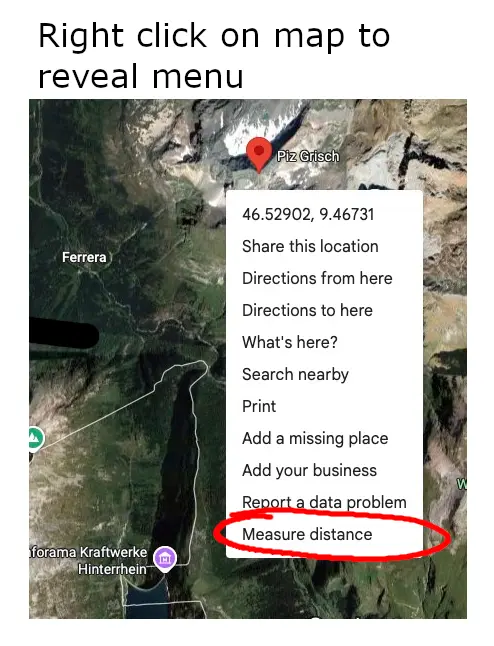 Right click on map to
reveal menu
Piz Grisch
46.52902, 9.46731
Share this location
Ferrera
Directions from here
Directions to here
What's here?
Search nearby
Print
Add a missing place
Add your business
Report a data problem
Measure distance
aforama Kraftwerke
Hinterrhein